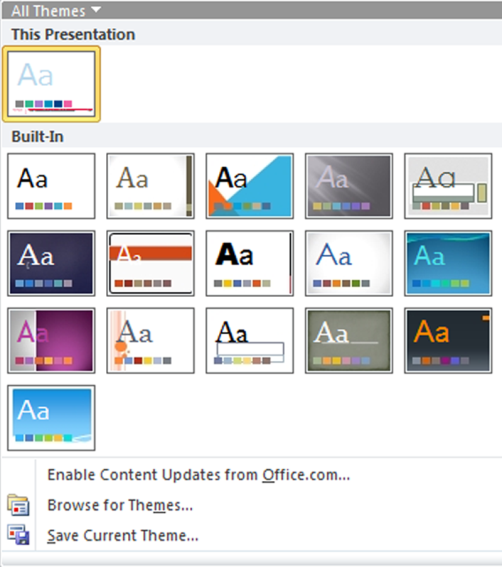 All Themes
This Presentation
Aa
Built-In
Aa Aa Aa Aa Aa
Aa Aa Aa Aa Aa
Aa Aa Aa Aa Aa
Aa
Enable Content Updates from Office.com...
Browse for Themes...
Save Current Theme...